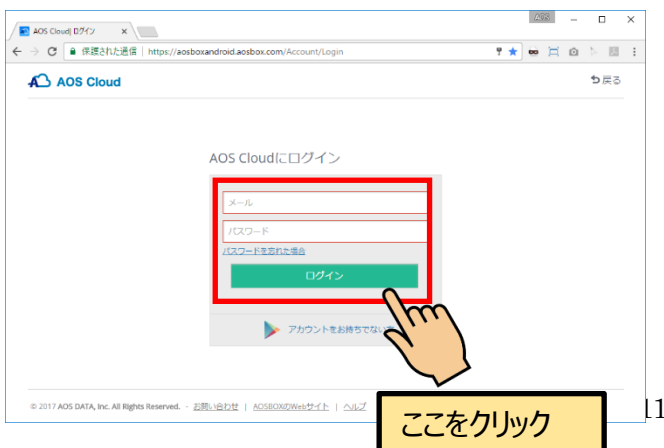 AOS Cloud| ログイン
AOS
保護された通信 | https://aosboxandroid.aosbox.com/Account/Login
AOS Cloud
戻る
AOS Cloudにログイン
メール
パスワード
パスワードを忘れた場合
ログイン
アカウントをお持ちでない
© 2017 AOS DATA, Inc. All Rights Reserved. - お問い合わせ | AOSBOXのWebサイト | ヘルプ
11
ここをクリック